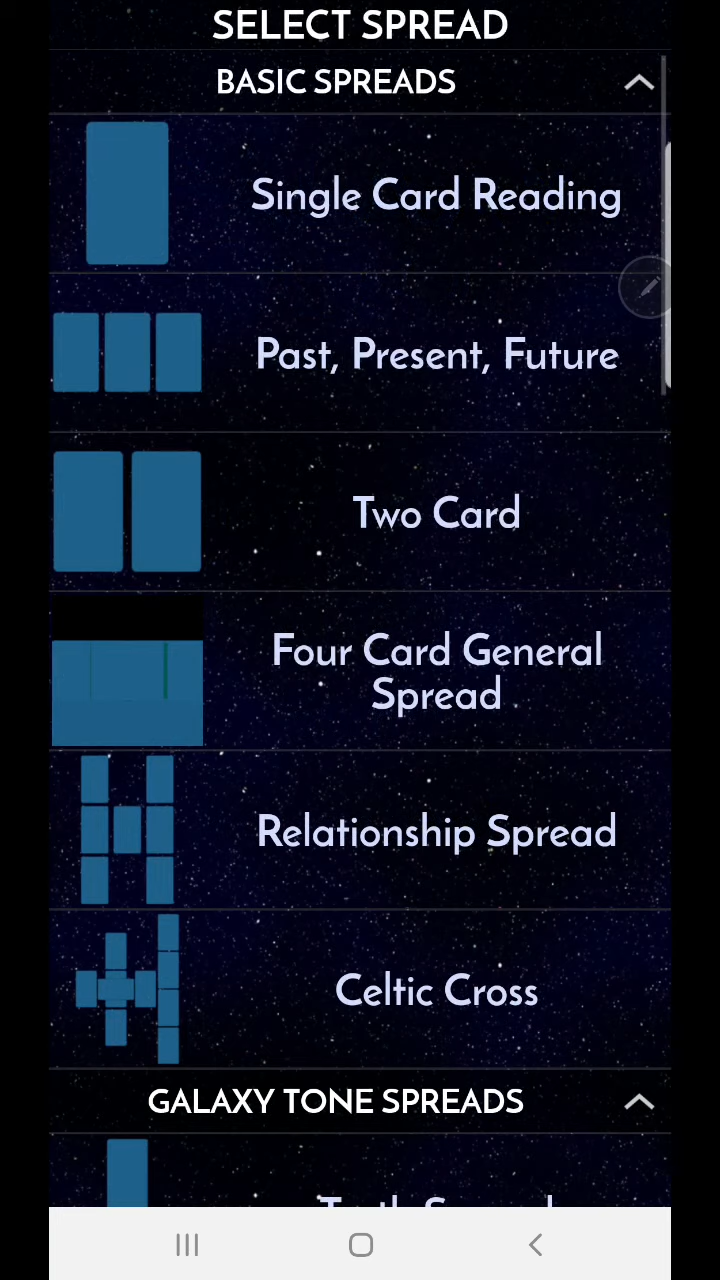 SELECT SPREAD
BASIC SPREADS
Single Card Reading
Past, Present, Future
Two Card
Four Card General
Spread
Relationship Spread
Celtic Cross
GALAXY TONE SPREADS